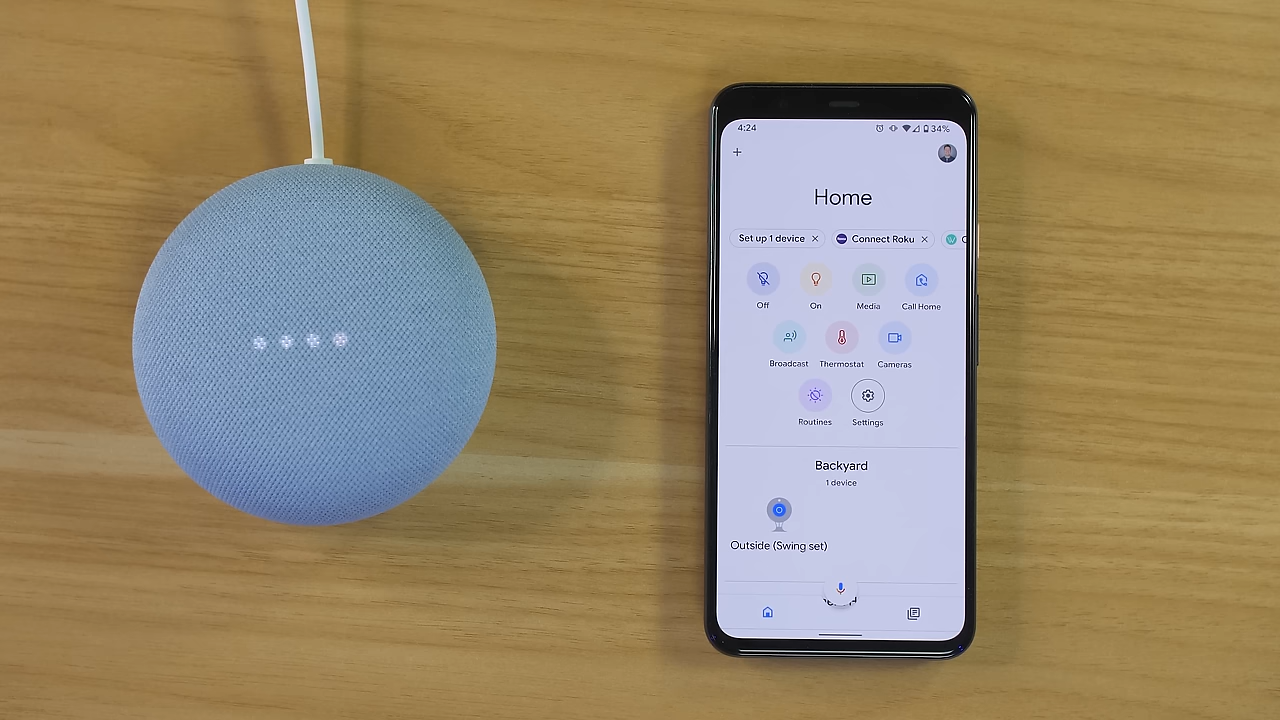 4:24 34%
Home
Set up 1 device Connect Roku
Off On Media Call Home
Broadcast Thermostat Cameras
Routines Settings
Backyard
1 device
Outside (Swing set)